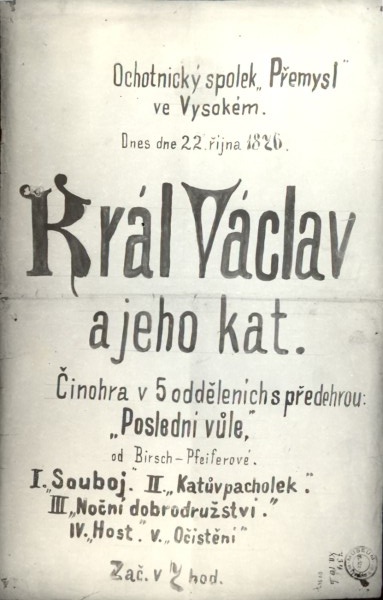 Ochotnický spolek „Přemysl"
ve Vysokém.
Dnes dne 22. října 1826.
Král Václav
a jeho kat.
Činohra v 5 odděleních s předehrou:
„Poslední vůle,"
od Birsch-Pfeiferové.
I. „Souboj." II. „Katův pacholek."
III „Noční dobrodružství."
IV. „Host." V. „Očistění"
Zač. v 7 hod.